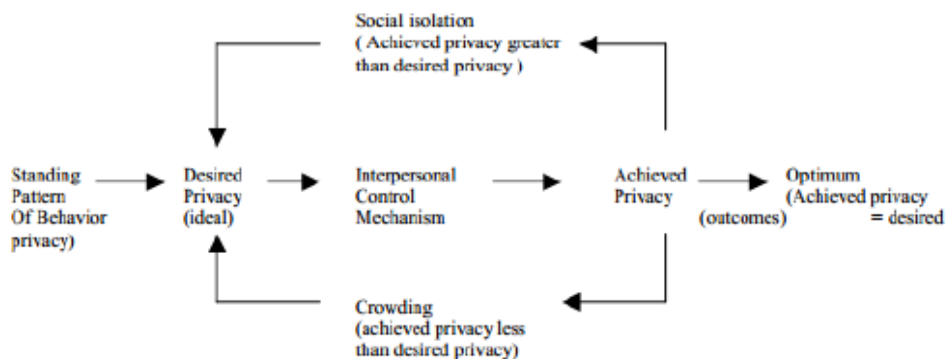 Social isolation
( Achieved privacy greater
than desired privacy )
Standing
Pattern
Of Behavior
privacy)
Desired
Privacy
(ideal)
Interpersonal
Control
Mechanism
Achieved
Privacy
(outcomes)
Optimum
(Achieved privacy
= desired
Crowding
(achieved privacy less
than desired privacy)